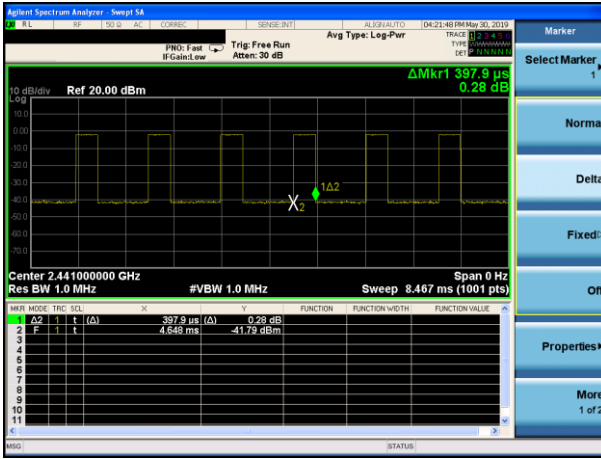 Agilent Spectrum Analyzer - Swept SA
RL RF 50 Ω AC CORREC SENSE:INT ALIGNAUTO 04:21:48 PM May 30, 2019
Avg Type: Log-Pwr
TRACE 1 2 3 4 5 6
TYPE
DET P N N N N N
PNO: Fast
IFGain:Low
Trig: Free Run
Atten: 30 dB
Marker
Select Marker
1
Norma
Delta
Fixed
Off
Properties
More
1 of 2
ΔMkr1 397.9 µs
0.28 dB
10 dB/div
Log
Ref 20.00 dBm
10.0
0.00
-10.0
-20.0
-30.0
-40.0
-50.0
-60.0
-70.0
1Δ2
X2
Center 2.441000000 GHz
Span 0 Hz
Res BW 1.0 MHz
#VBW 1.0 MHz
Sweep 8.467 ms (1001 pts)
MKR MODE TRC SCL X Y FUNCTION FUNCTION WIDTH FUNCTION VALUE
1 Δ2 1 t (Δ) 397.9 µs (Δ) 0.28 dB
2 F 1 t 4.648 ms -41.79 dBm
3
4
5
6
7
8
9
10
11
MSG
STATUS